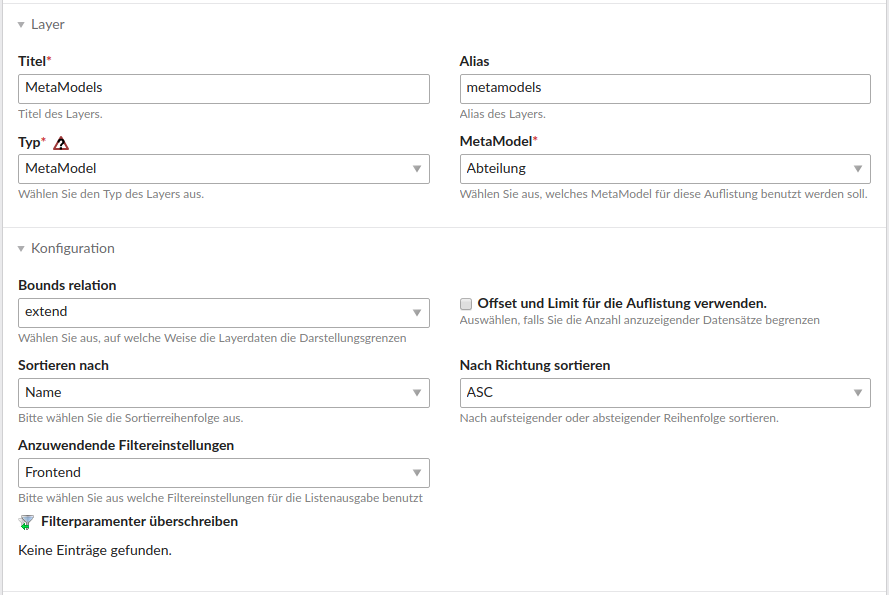 Layer
Titel*
Alias
MetaModels
metamodels
Titel des Layers.
Alias des Layers.
Typ*
MetaModel*
MetaModel
Abteilung
Wählen Sie den Typ des Layers aus.
Wählen Sie aus, welches MetaModel für diese Auflistung benutzt werden soll.
Konfiguration
Bounds relation
extend
Offset und Limit für die Auflistung verwenden.
Auswählen, falls Sie die Anzahl anzuzeigender Datensätze begrenzen
Wählen Sie aus, auf welche Weise die Layerdaten die Darstellungsgrenzen
Sortieren nach
Nach Richtung sortieren
Name
ASC
Bitte wählen Sie die Sortierreihenfolge aus.
Nach aufsteigender oder absteigender Reihenfolge sortieren.
Anzuwendende Filtereinstellungen
Frontend
Bitte wählen Sie aus welche Filtereinstellungen für die Listenausgabe benutzt
Filterparamenter überschreiben
Keine Einträge gefunden.